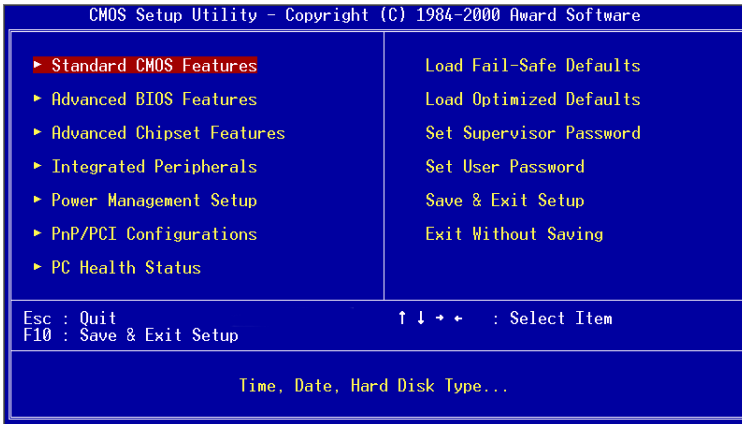 CMOS Setup Utility - Copyright (C) 1984-2000 Award Software
► Standard CMOS Features
► Advanced BIOS Features
► Advanced Chipset Features
► Integrated Peripherals
► Power Management Setup
► PnP/PCI Configurations
► PC Health Status
Load Fail-Safe Defaults
Load Optimized Defaults
Set Supervisor Password
Set User Password
Save & Exit Setup
Exit Without Saving
Esc : Quit
F10 : Save & Exit Setup
↑ ↓ → ← : Select Item
Time, Date, Hard Disk Type...